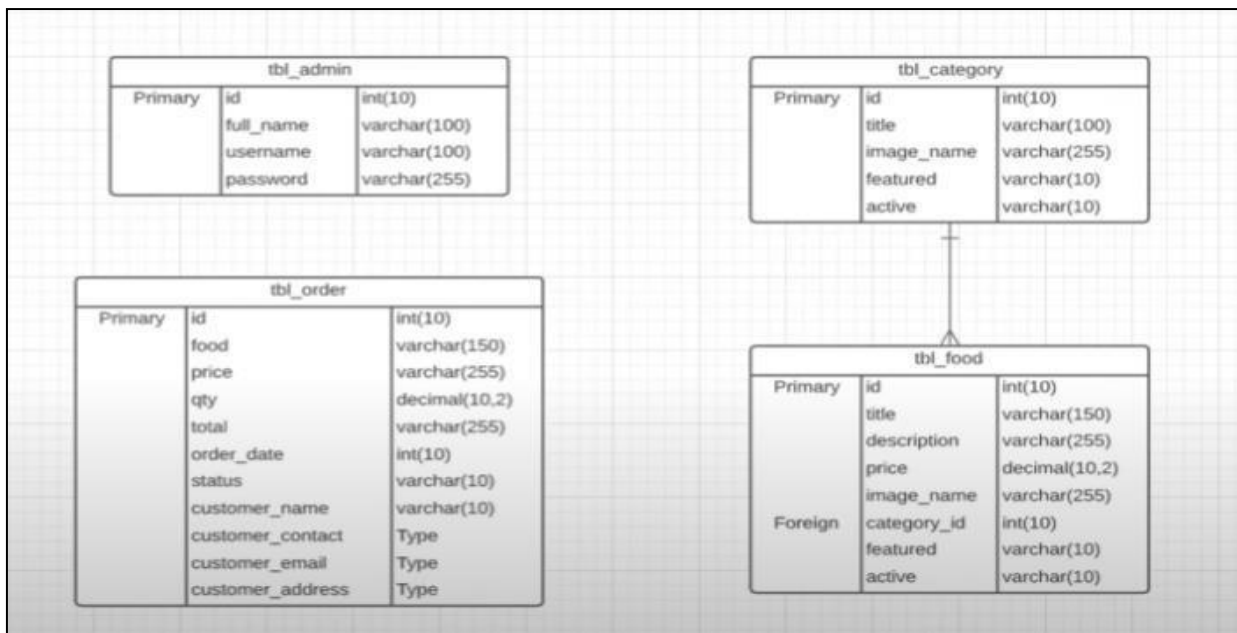 tbl_admin
Primary id int(10)
full_name varchar(100)
username varchar(100)
password varchar(255)
tbl_order
Primary id int(10)
food varchar(150)
price varchar(255)
qty decimal(10,2)
total varchar(255)
order_date int(10)
status varchar(10)
customer_name varchar(10)
customer_contact Type
customer_email Type
customer_address Type
tbl_category
Primary id int(10)
title varchar(100)
image_name varchar(255)
featured varchar(10)
active varchar(10)
tbl_food
Primary id int(10)
title varchar(150)
description varchar(255)
price decimal(10,2)
image_name varchar(255)
Foreign category_id int(10)
featured varchar(10)
active varchar(10)